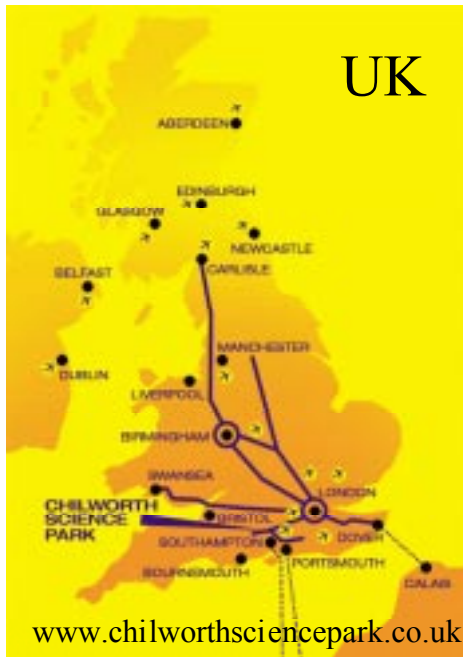 UK
ABERDEEN
EDINBURGH
GLASGOW
NEWCASTLE
CARLISLE
BELFAST
MANCHESTER
DUBLIN
LIVERPOOL
BIRMINGHAM
SWANSEA
LONDON
CHILWORTH
SCIENCE
PARK
BRISTOL
DOVER
SOUTHAMPTON
PORTSMOUTH
BOURNSMOUTH
CALAIS
www.chilworthsciencepark.co.uk